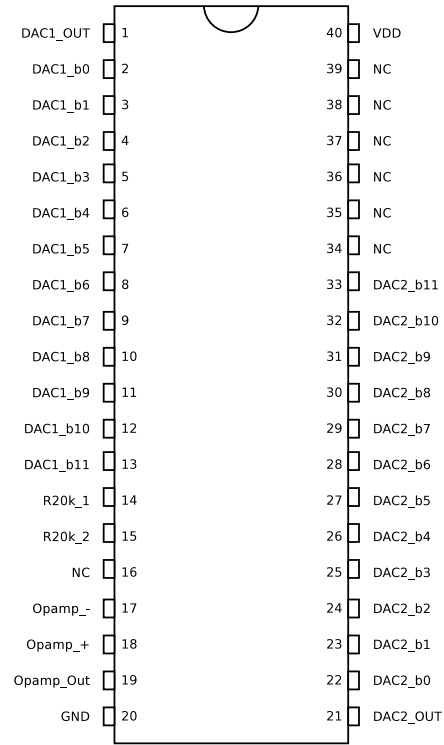 DAC1_OUT 1 40 VDD
DAC1_b0 2 39 NC
DAC1_b1 3 38 NC
DAC1_b2 4 37 NC
DAC1_b3 5 36 NC
DAC1_b4 6 35 NC
DAC1_b5 7 34 NC
DAC1_b6 8 33 DAC2_b11
DAC1_b7 9 32 DAC2_b10
DAC1_b8 10 31 DAC2_b9
DAC1_b9 11 30 DAC2_b8
DAC1_b10 12 29 DAC2_b7
DAC1_b11 13 28 DAC2_b6
R20k_1 14 27 DAC2_b5
R20k_2 15 26 DAC2_b4
NC 16 25 DAC2_b3
Opamp_- 17 24 DAC2_b2
Opamp_+ 18 23 DAC2_b1
Opamp_Out 19 22 DAC2_b0
GND 20 21 DAC2_OUT